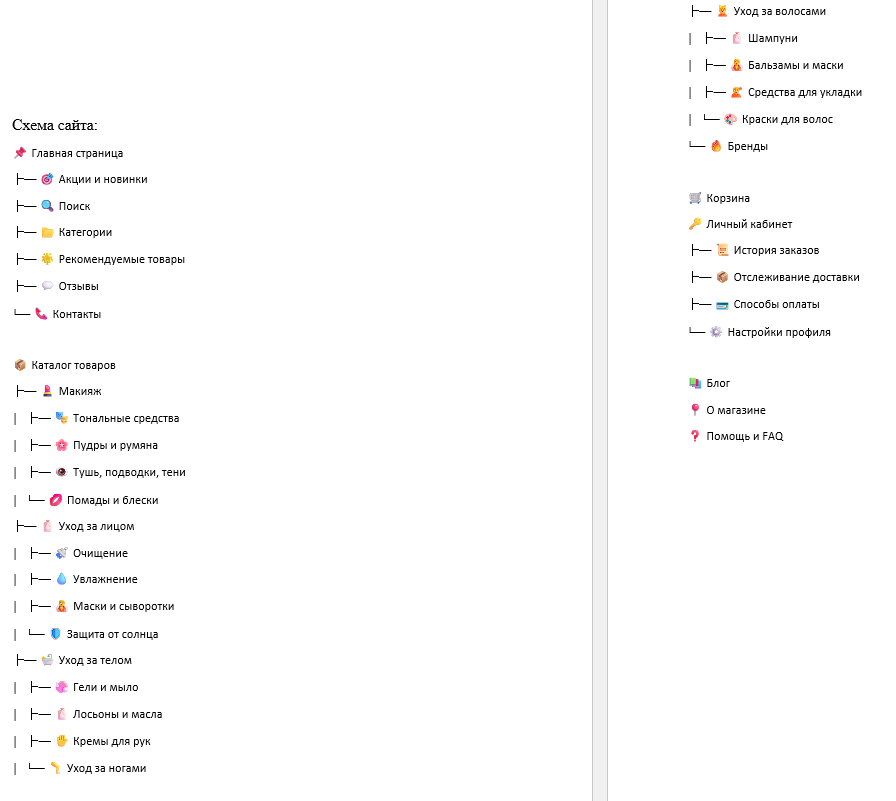 Схема сайта:
📌 Главная страница
├── 🎯 Акции и новинки
├── 🔍 Поиск
├── 📁 Категории
├── 🌟 Рекомендуемые товары
├── 💬 Отзывы
└── 📞 Контакты
📦 Каталог товаров
├── 💄 Макияж
│ ├── 🎭 Тональные средства
│ ├── 🌸 Пудры и румяна
│ ├── 👁 Тушь, подводки, тени
│ └── 💋 Помады и блески
├── 🧴 Уход за лицом
│ ├── 🚿 Очищение
│ ├── 💧 Увлажнение
│ ├── 🎎 Маски и сыворотки
│ └── 🛡 Защита от солнца
├── 🛁 Уход за телом
│ ├── 🧼 Гели и мыло
│ ├── 🧴 Лосьоны и масла
│ ├── 🖐 Кремы для рук
│ └── 🦵 Уход за ногами
├── 💆 Уход за волосами
│ ├── 🧴 Шампуни
│ ├── Бальзамы и маски
│ ├── Средства для укладки
│ └── 🎨 Краски для волос
└── 🔥 Бренды
🛒 Корзина
🔑 Личный кабинет
├── 📜 История заказов
├── 📦 Отслеживание доставки
├── 💳 Способы оплаты
└── ⚙ Настройки профиля
📚 Блог
📍 О магазине
❓ Помощь и FAQ